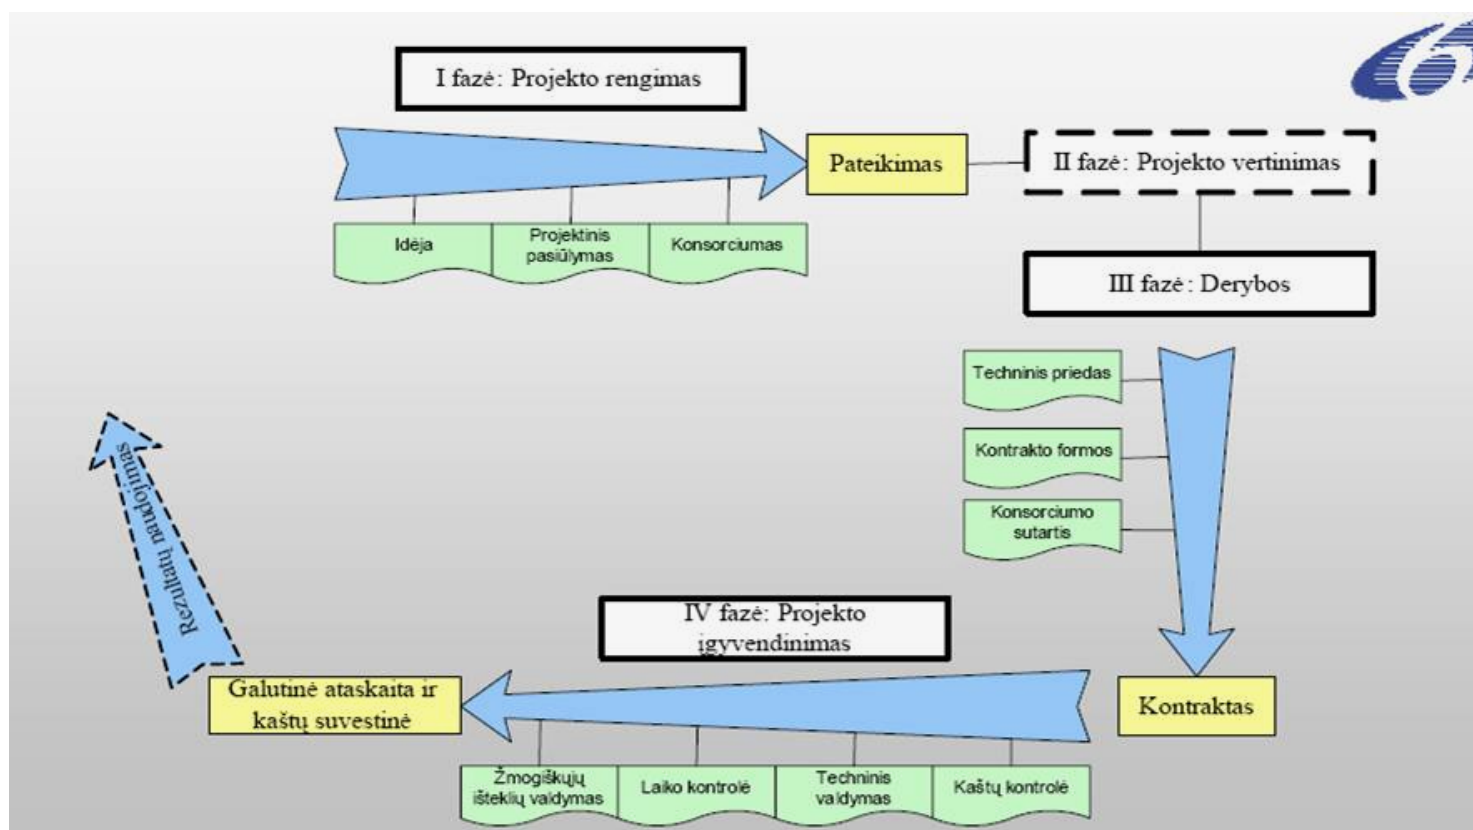 I fazė: Projekto rengimas
Pateikimas
II fazė: Projekto vertinimas
Idėja
Projektinis
pasiūlymas
Konsorciumas
III fazė: Derybos
Techninis priedas
Kontrakto formos
Konsorciumo
sutartis
Rezultatų naudojimas
IV fazė: Projekto
įgyvendinimas
Galutinė ataskaita ir
kaštų suvestinė
Kontraktas
Žmogiškųjų
išteklių valdymas
Laiko kontrolė
Techninis
valdymas
Kaštų kontrolė